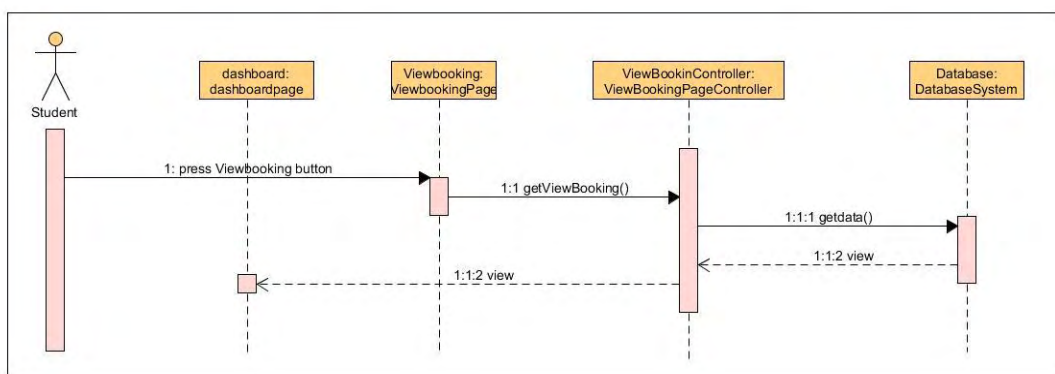 Student
dashboard:
dashboardpage
Viewbooking:
ViewbookingPage
ViewBookinController:
ViewBookingPageController
Database:
DatabaseSystem
1: press Viewbooking button
1:1 getViewBooking()
1:1:1 getdata()
1:1:2 view
1:1:2 view